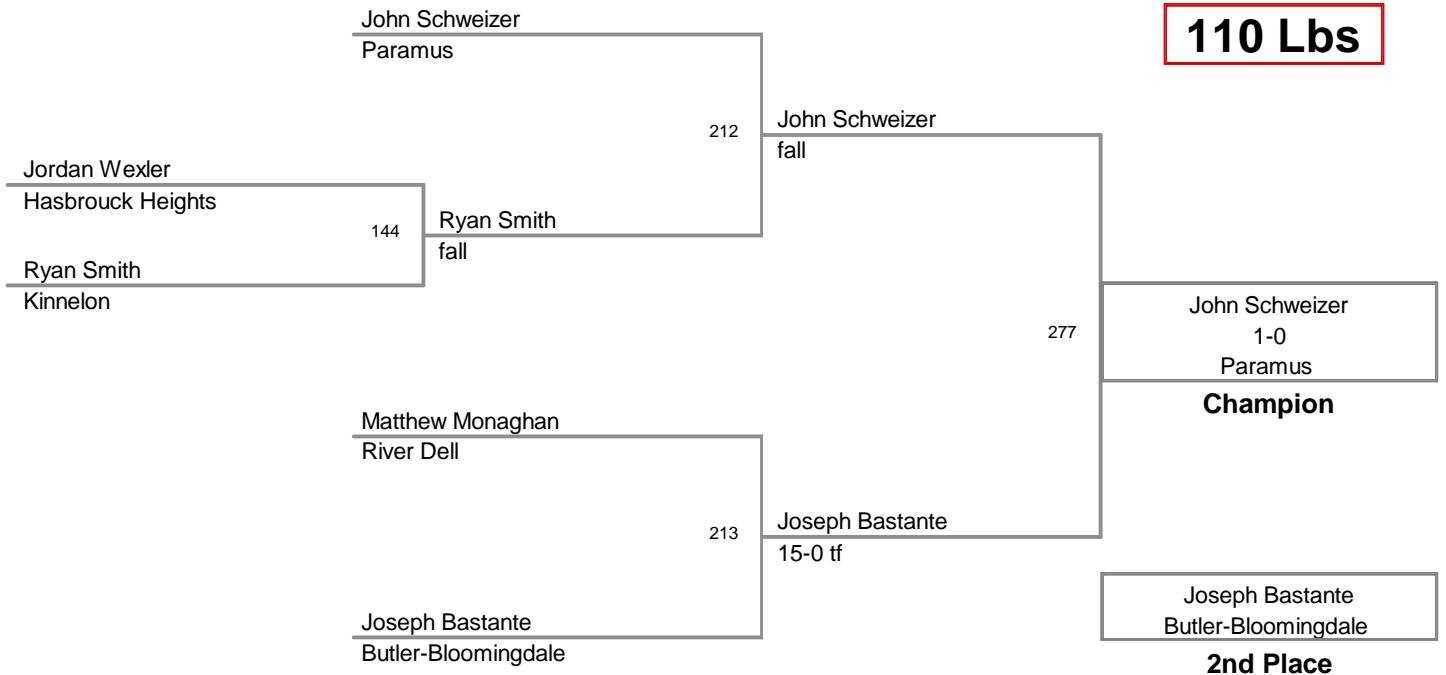 John Schweizer
Paramus
110 Lbs
212
John Schweizer
fall
Jordan Wexler
Hasbrouck Heights
144
Ryan Smith
fall
Ryan Smith
Kinnelon
277
John Schweizer
1-0
Paramus
Champion
Matthew Monaghan
River Dell
213
Joseph Bastante
15-0 tf
Joseph Bastante
Butler-Bloomingdale
Joseph Bastante
Butler-Bloomingdale
2nd Place